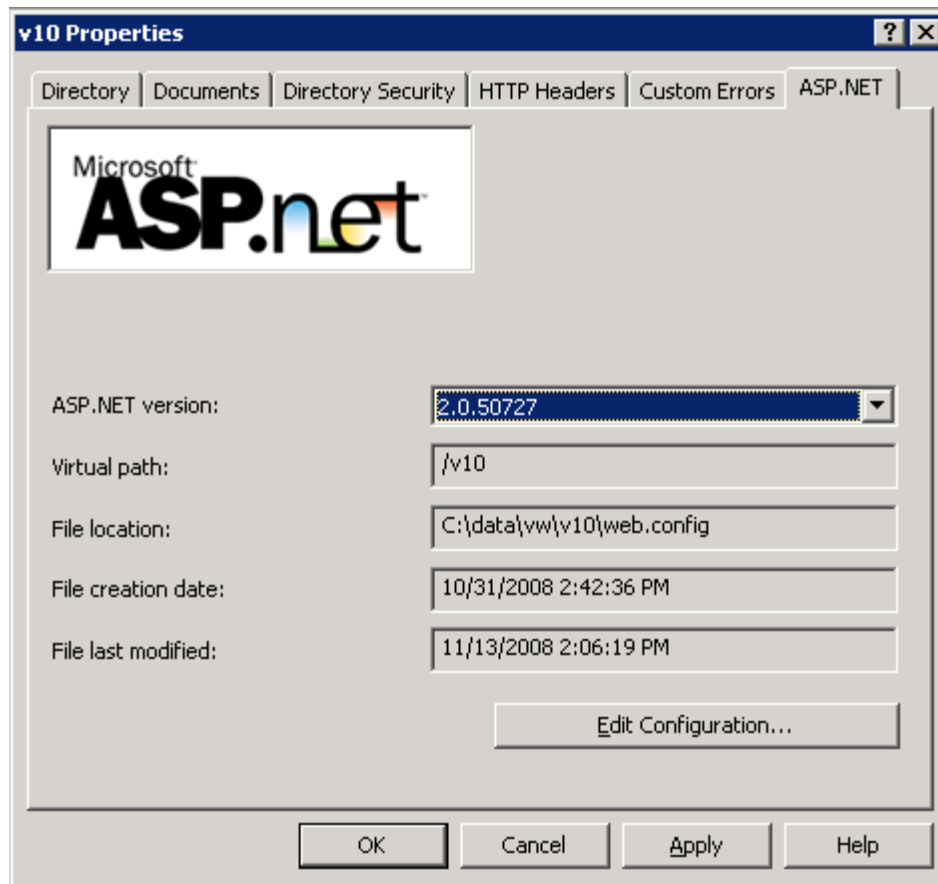 v10 Properties
Directory Documents Directory Security HTTP Headers Custom Errors ASP.NET
Microsoft
ASP.net
ASP.NET version: 2.0.50727
Virtual path: /v10
File location: C:\data\vw\v10\web.config
File creation date: 10/31/2008 2:42:36 PM
File last modified: 11/13/2008 2:06:19 PM
Edit Configuration...
OK Cancel Apply Help